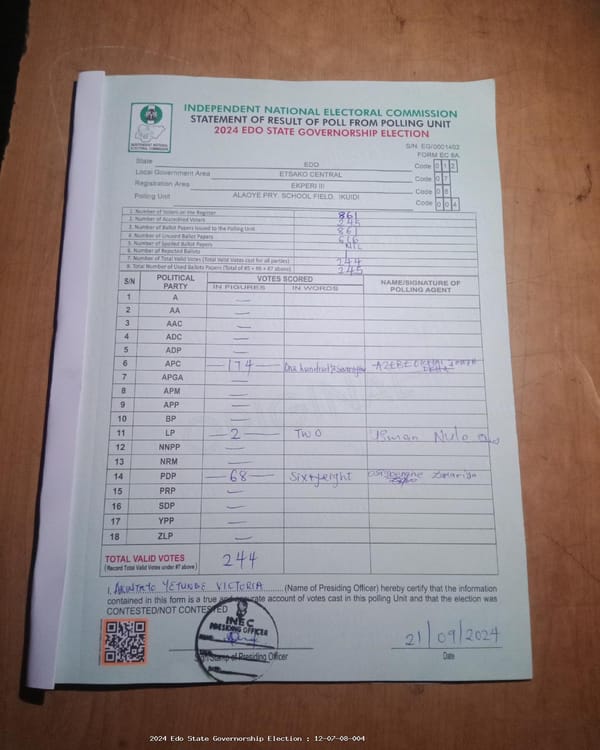 INDEPENDENT NATIONAL ELECTORAL COMMISSION
STATEMENT OF RESULT OF POLL FROM POLLING UNIT
2024 EDO STATE GOVERNORSHIP ELECTION
INDEPENDENT NATIONAL ELECTORAL COMMISSION
S/N: EG/0001402
FORM EC 8A
State EDO Code 0 1 2
Local Government Area ETSAKO CENTRAL Code 0 7
Registration Area EKPERI III Code 0 8
Polling Unit ALAOYE PRY. SCHOOL FIELD, IKUIDI Code 0 0 4
1. Number of Voters on the Register 861
2. Number of Accredited Voters 245
3. Number of Ballot Papers Issued to the Polling Unit 861
4. Number of Unused Ballot Papers 616
5. Number of Spoiled Ballot Papers NIL
6. Number of Rejected Ballots
7. Number of Total Valid Votes (Total Valid Votes cast for all parties) 244
8. Total Number of Used Ballots Papers (Total of #5 + #6 + #7 above) 245
S/N POLITICAL PARTY VOTES SCORED NAME/SIGNATURE OF POLLING AGENT
IN FIGURES IN WORDS
1 A —
2 AA —
3 AAC —
4 ADC —
5 ADP —
6 APC —174— One hundred & Seventy four
7 APGA —
8 APM —
9 APP —
10 BP —
11 LP —2— TWO
12 NNPP —
13 NRM —
14 PDP —68— Sixty eight
15 PRP —
16 SDP —
17 YPP —
18 ZLP —
TOTAL VALID VOTES 244
(Record Total Valid Votes under #7 above)
I, AKINTAYO YETUNDE VICTORIA (Name of Presiding Officer) hereby certify that the information
contained in this form is a true and accurate account of votes cast in this polling Unit and that the election was
CONTESTED/NOT CONTESTED
INEC
PRESIDING OFFICER
21/09/2024
Sign/Stamp of Presiding Officer
Date
2024 Edo State Governorship Election : 12-07-08-004